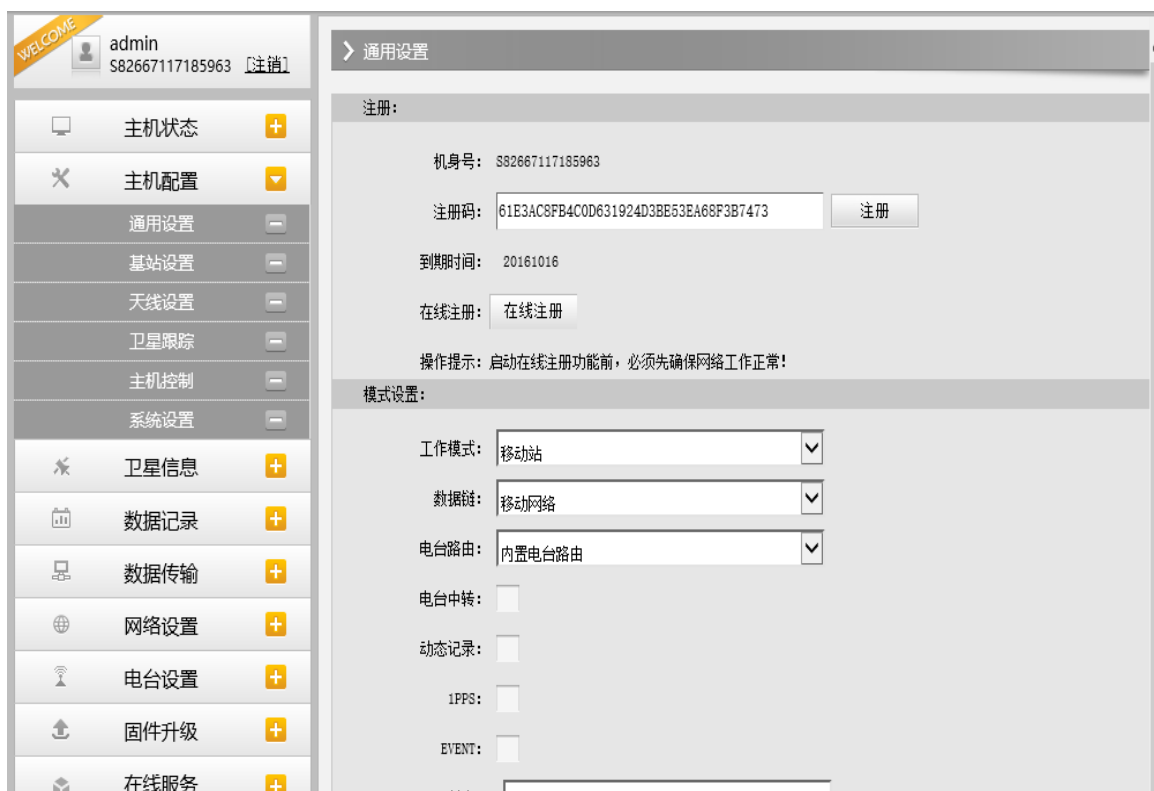 WELCOME
admin
S82667117185963 [注销]
主机状态
主机配置
通用设置
基站设置
天线设置
卫星跟踪
主机控制
系统设置
卫星信息
数据记录
数据传输
网络设置
电台设置
固件升级
在线服务
通用设置
注册:
机身号: S82667117185963
注册码: 61E3AC8FB4C0D631924D3BE53EA68F3B7473 注册
到期时间: 20161016
在线注册: 在线注册
操作提示: 启动在线注册功能前，必须先确保网络工作正常!
模式设置:
工作模式: 移动站
数据链: 移动网络
电台路由: 内置电台路由
电台中转:
动态记录:
1PPS:
EVENT: